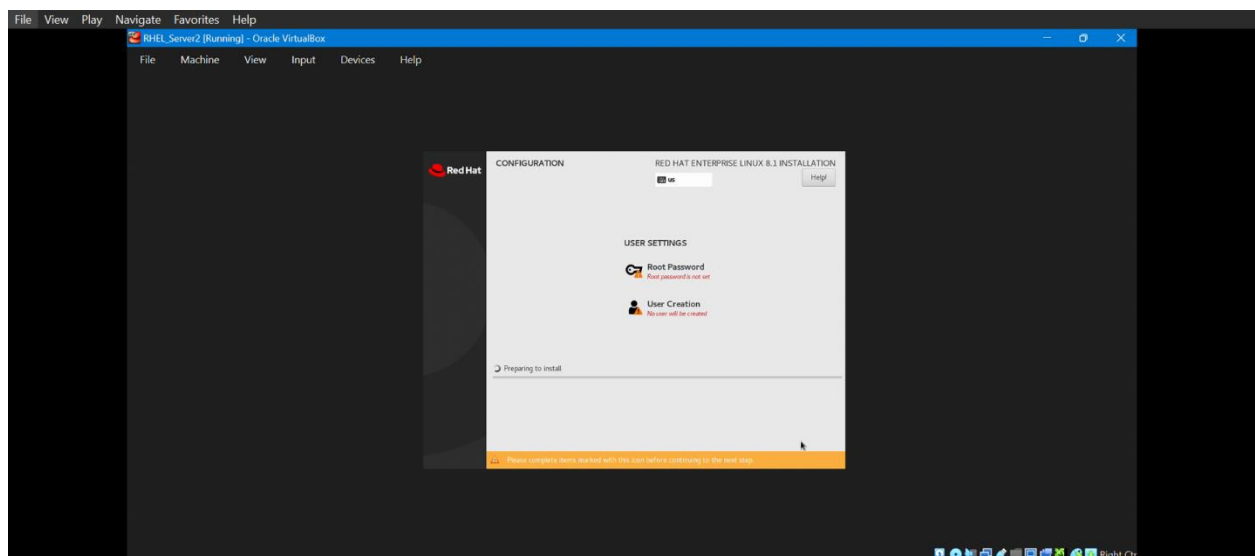 File View Play Navigate Favorites Help
RHEL_Server2 [Running] - Oracle VirtualBox
File Machine View Input Devices Help
Red Hat
CONFIGURATION
RED HAT ENTERPRISE LINUX 8.1 INSTALLATION
us
Help!
USER SETTINGS
Root Password
Root password is not set
User Creation
No user will be created
Preparing to install
Please complete items marked with this icon before continuing to the next step.
Right Ctr